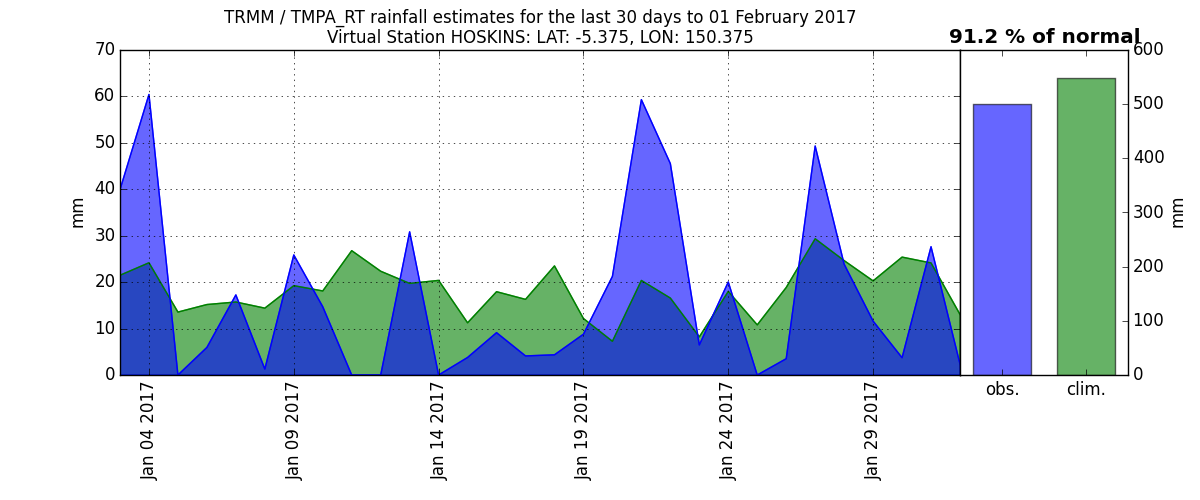 TRMM / TMPA_RT rainfall estimates for the last 30 days to 01 February 2017
Virtual Station HOSKINS: LAT: -5.375, LON: 150.375
91.2 % of normal
70
60
50
40
30
20
10
0
mm
Jan 04 2017
Jan 09 2017
Jan 14 2017
Jan 19 2017
Jan 24 2017
Jan 29 2017
600
500
400
300
200
100
0
mm
obs.
clim.